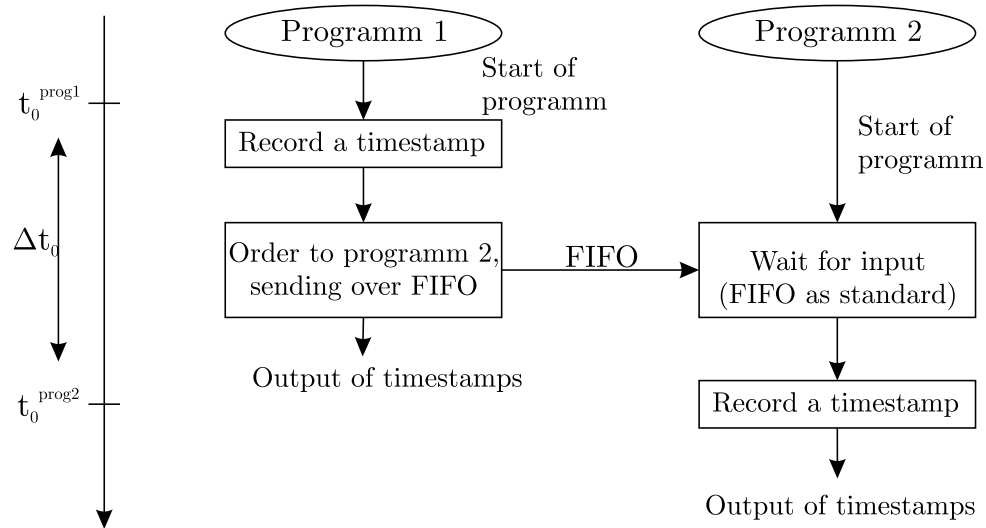 Programm 1
Programm 2
Start of
programm
t₀ᵖʳᵒᵍ¹
Record a timestamp
Start of
programm
Δt₀
Order to programm 2,
sending over FIFO
FIFO
Wait for input
(FIFO as standard)
Output of timestamps
t₀ᵖʳᵒᵍ²
Record a timestamp
Output of timestamps